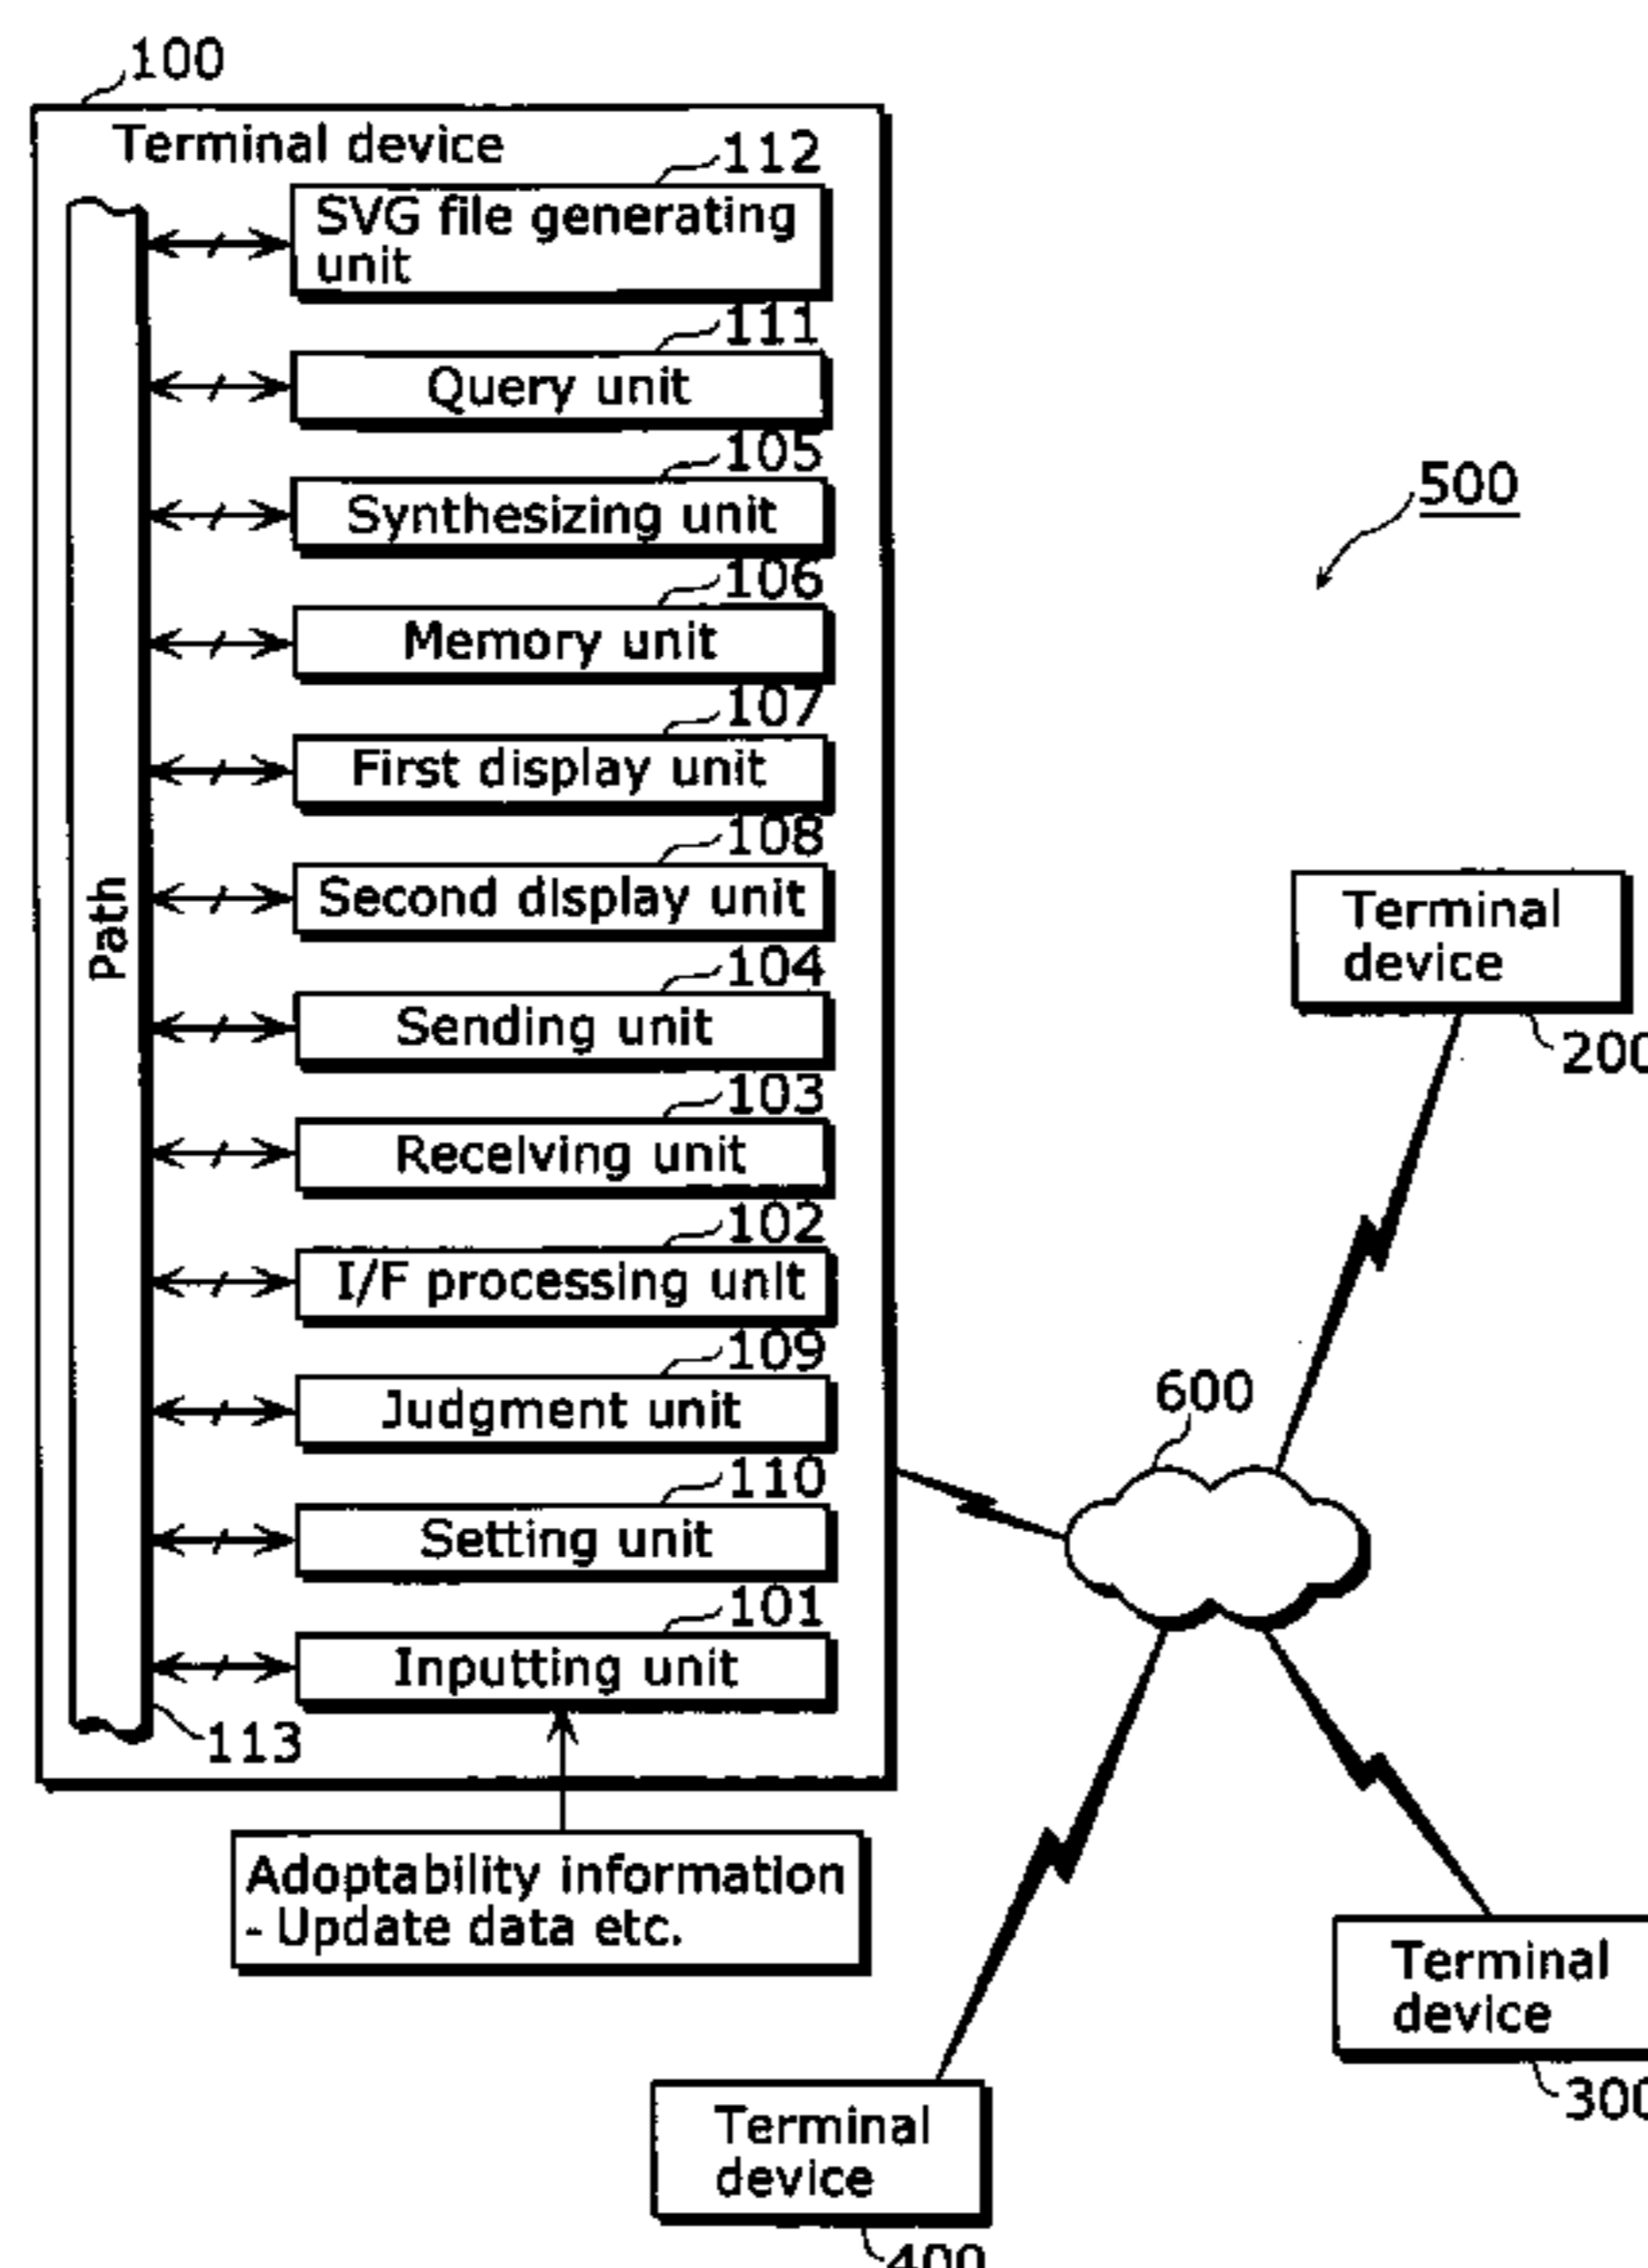 100
Terminal device
112
SVG file generating
unit
111
Query unit
105
Synthesizing unit
500
106
Memory unit
107
First display unit
108
Second display unit
Path
Terminal
device
200
104
Sending unit
103
Receiving unit
102
I/F processing unit
109
Judgment unit
600
110
Setting unit
101
Inputting unit
113
Adoptability information
- Update data etc.
Terminal
device
300
Terminal
device
400